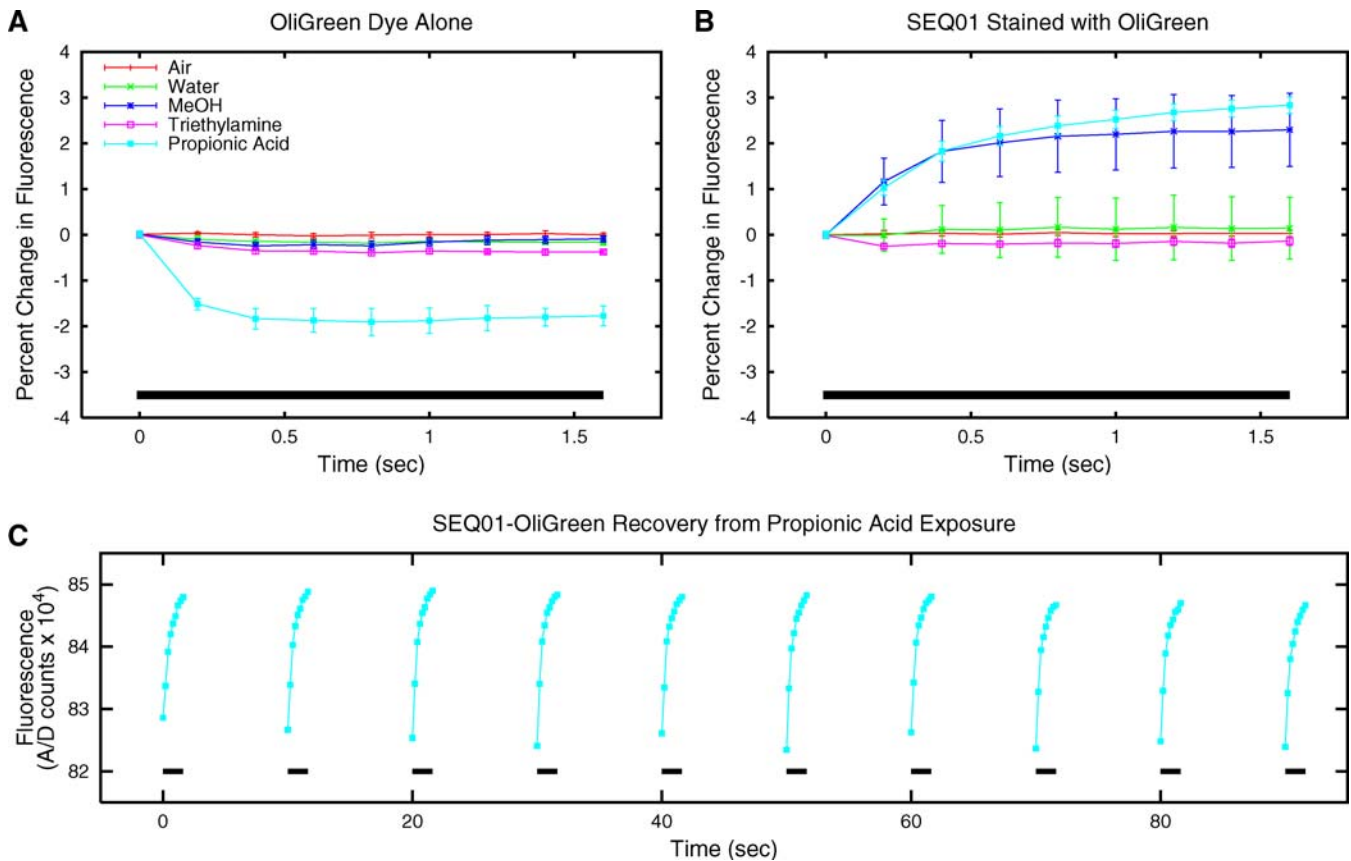 A
OliGreen Dye Alone
4
3
2
1
0
-1
-2
-3
-4
Percent Change in Fluorescence
Air
Water
MeOH
Triethylamine
Propionic Acid
0
0.5
1
1.5
Time (sec)
B
SEQ01 Stained with OliGreen
4
3
2
1
0
-1
-2
-3
-4
Percent Change in Fluorescence
0
0.5
1
1.5
Time (sec)
C
SEQ01-OliGreen Recovery from Propionic Acid Exposure
Fluorescence
(A/D counts x 10⁴)
85
84
83
82
0
20
40
60
80
Time (sec)